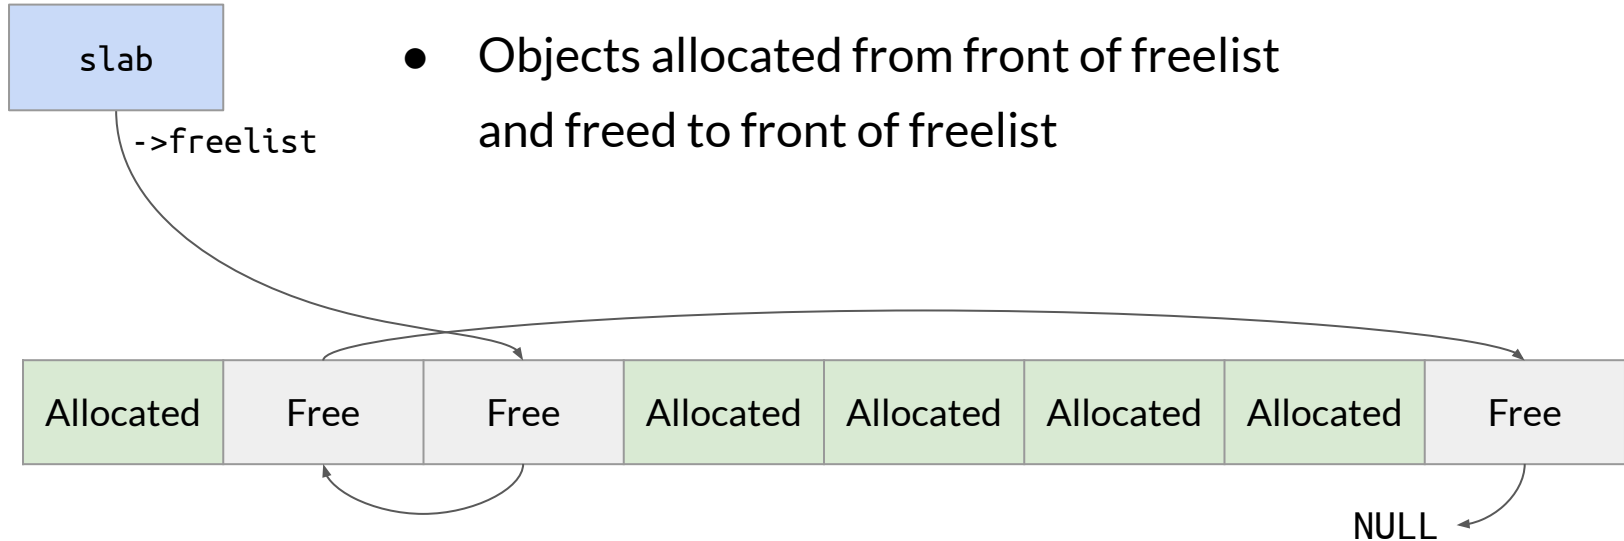 slab
● Objects allocated from front of freelist
and freed to front of freelist
->freelist
Allocated Free Free Allocated Allocated Allocated Allocated Free
NULL